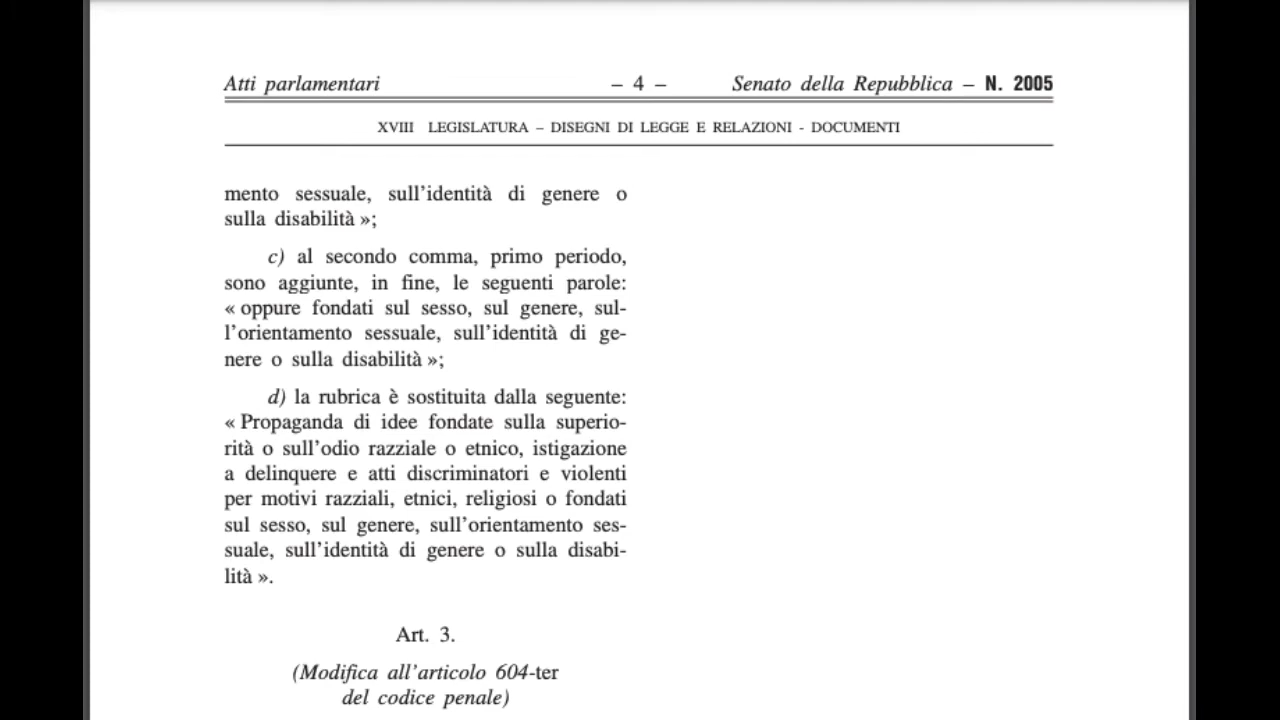 Atti parlamentari – 4 – Senato della Repubblica – N. 2005
XVIII LEGISLATURA – DISEGNI DI LEGGE E RELAZIONI - DOCUMENTI
mento sessuale, sull’identità di genere o
sulla disabilità »;
c) al secondo comma, primo periodo,
sono aggiunte, in fine, le seguenti parole:
« oppure fondati sul sesso, sul genere, sul-
l’orientamento sessuale, sull’identità di ge-
nere o sulla disabilità »;
d) la rubrica è sostituita dalla seguente:
« Propaganda di idee fondate sulla superio-
rità o sull’odio razziale o etnico, istigazione
a delinquere e atti discriminatori e violenti
per motivi razziali, etnici, religiosi o fondati
sul sesso, sul genere, sull’orientamento ses-
suale, sull’identità di genere o sulla disabi-
lità ».
Art. 3.
(Modifica all’articolo 604-ter
del codice penale)